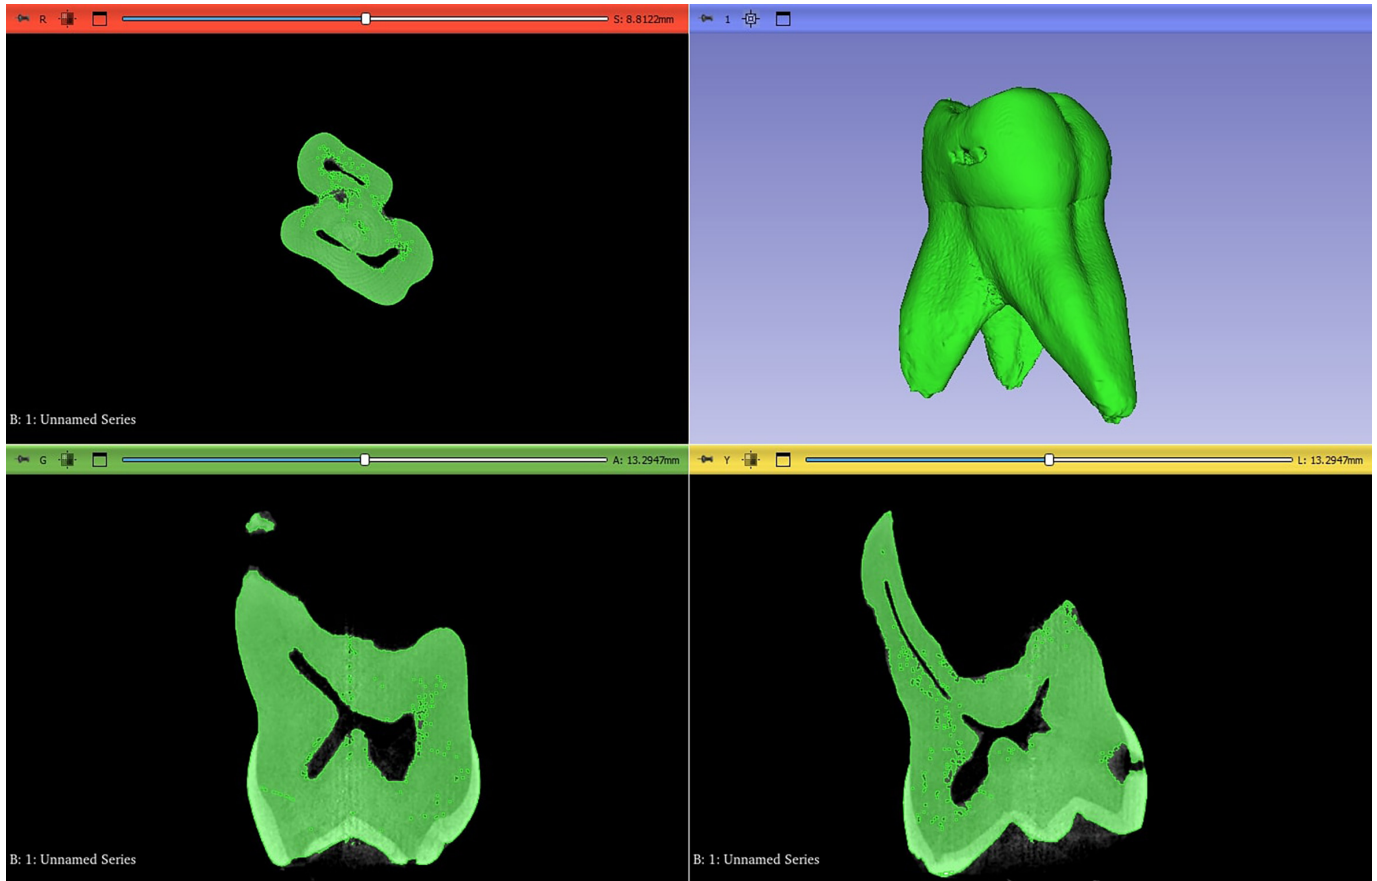 R S: 8.8122mm
1
B: 1: Unnamed Series
G A: 13.2947mm
Y L: 13.2947mm
B: 1: Unnamed Series
B: 1: Unnamed Series